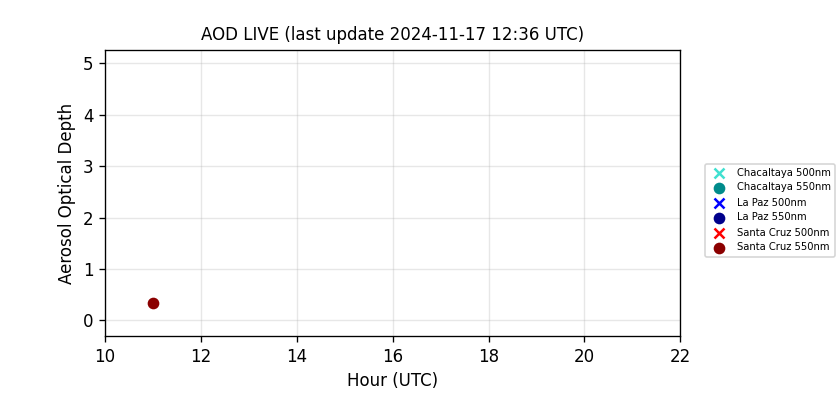 AOD LIVE (last update 2024-11-17 12:36 UTC)
5
4
3
2
1
0
Aerosol Optical Depth
10 12 14 16 18 20 22
Hour (UTC)
Chacaltaya 500nm
Chacaltaya 550nm
La Paz 500nm
La Paz 550nm
Santa Cruz 500nm
Santa Cruz 550nm